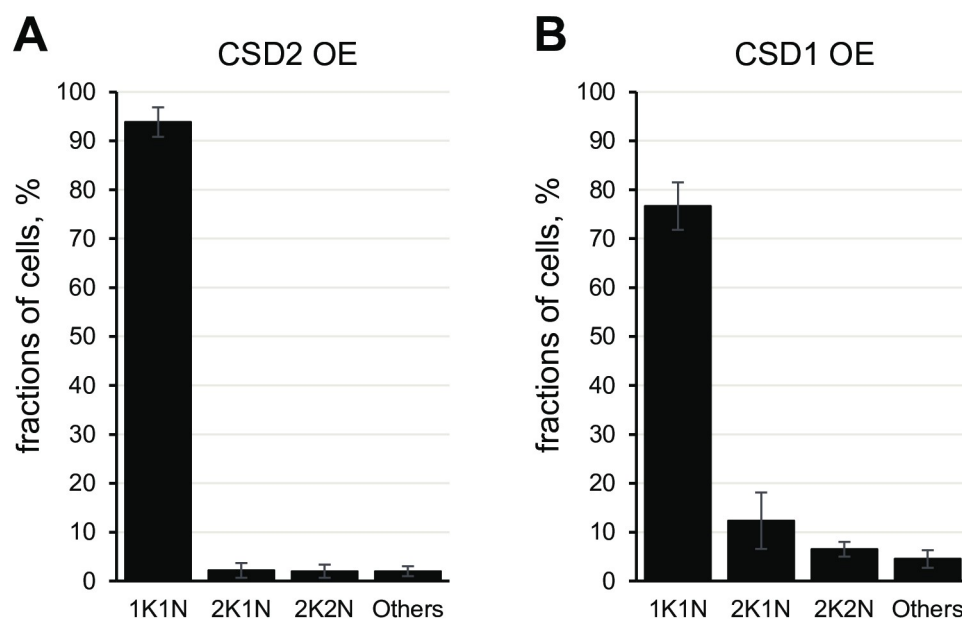 A
CSD2 OE
fractions of cells, %
100
90
80
70
60
50
40
30
20
10
0
1K1N 2K1N 2K2N Others
B
CSD1 OE
fractions of cells, %
100
90
80
70
60
50
40
30
20
10
0
1K1N 2K1N 2K2N Others